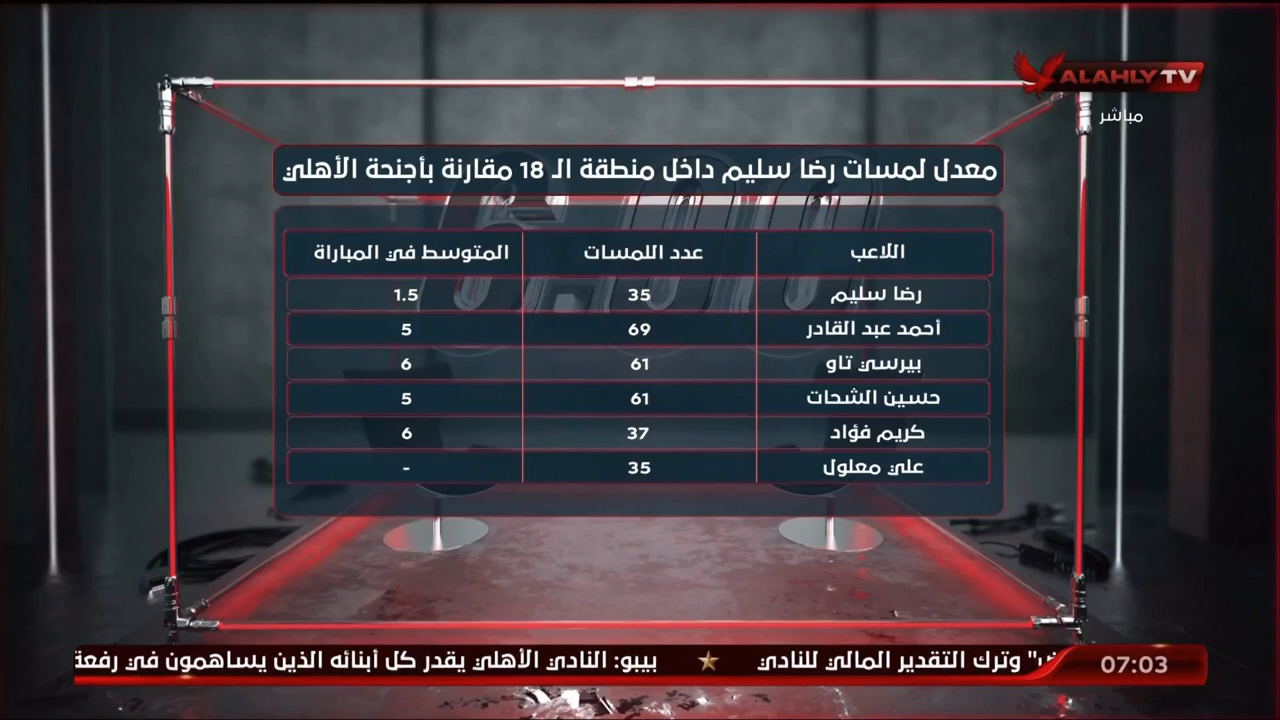 ALAHLY TV
مباشر
معدل لمسات رضا سليم داخل منطقة الـ 18 مقارنة بأجنحة الأهلي
اللاعب عدد اللمسات المتوسط في المباراة
رضا سليم 35 1.5
أحمد عبد القادر 69 5
بيرسي تاو 61 6
حسين الشحات 61 5
كريم فؤاد 37 6
علي معلول 35 -
07:03
" وترك التقدير المالي للنادي ★ بيبو: النادي الأهلي يقدر كل أبنائه الذين يساهمون في رفعة